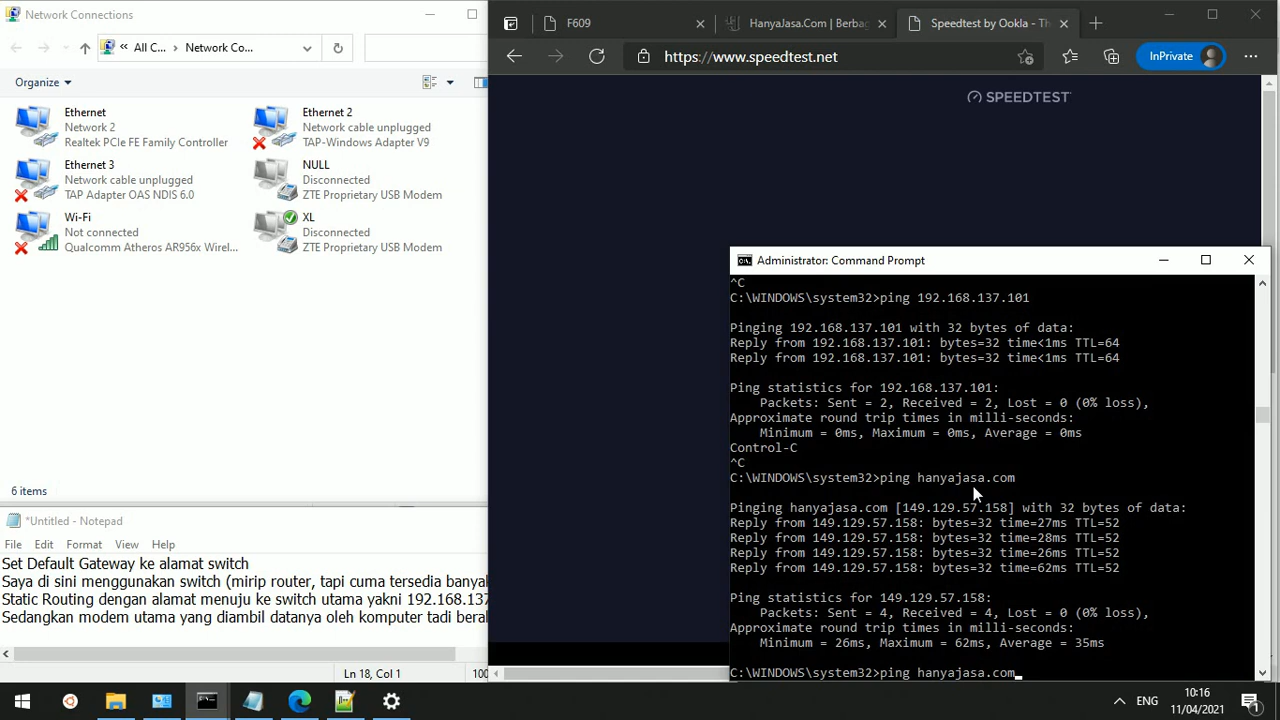 Network Connections
All C...
Network Co...
Organize
Ethernet
Network 2
Realtek PCIe FE Family Controller
Ethernet 2
Network cable unplugged
TAP-Windows Adapter V9
Ethernet 3
Network cable unplugged
TAP Adapter OAS NDIS 6.0
NULL
Disconnected
ZTE Proprietary USB Modem
Wi-Fi
Not connected
Qualcomm Atheros AR956x Wirel...
XL
Disconnected
ZTE Proprietary USB Modem
6 items
*Untitled - Notepad
File Edit Format View Help
Set Default Gateway ke alamat switch
Saya di sini menggunakan switch (mirip router, tapi cuma tersedia banyak
Static Routing dengan alamat menuju ke switch utama yakni 192.168.137
Sedangkan modem utama yang diambil datanya oleh komputer tadi
Ln 18, Col 1
F609
HanyaJasa.Com | Berbag
Speedtest by Ookla - Th
https://www.speedtest.net
InPrivate
SPEEDTEST
Administrator: Command Prompt
^C
C:\WINDOWS\system32>ping 192.168.137.101
Pinging 192.168.137.101 with 32 bytes of data:
Reply from 192.168.137.101: bytes=32 time<1ms TTL=64
Reply from 192.168.137.101: bytes=32 time<1ms TTL=64
Ping statistics for 192.168.137.101:
Packets: Sent = 2, Received = 2, Lost = 0 (0% loss),
Approximate round trip times in milli-seconds:
Minimum = 0ms, Maximum = 0ms, Average = 0ms
Control-C
^C
C:\WINDOWS\system32>ping hanyajasa.com
Pinging hanyajasa.com [149.129.57.158] with 32 bytes of data:
Reply from 149.129.57.158: bytes=32 time=27ms TTL=52
Reply from 149.129.57.158: bytes=32 time=28ms TTL=52
Reply from 149.129.57.158: bytes=32 time=26ms TTL=52
Reply from 149.129.57.158: bytes=32 time=62ms TTL=52
Ping statistics for 149.129.57.158:
Packets: Sent = 4, Received = 4, Lost = 0 (0% loss),
Approximate round trip times in milli-seconds:
Minimum = 26ms, Maximum = 62ms, Average = 35ms
C:\WINDOWS\system32>ping hanyajasa.com
ENG
10:16
11/04/2021
1